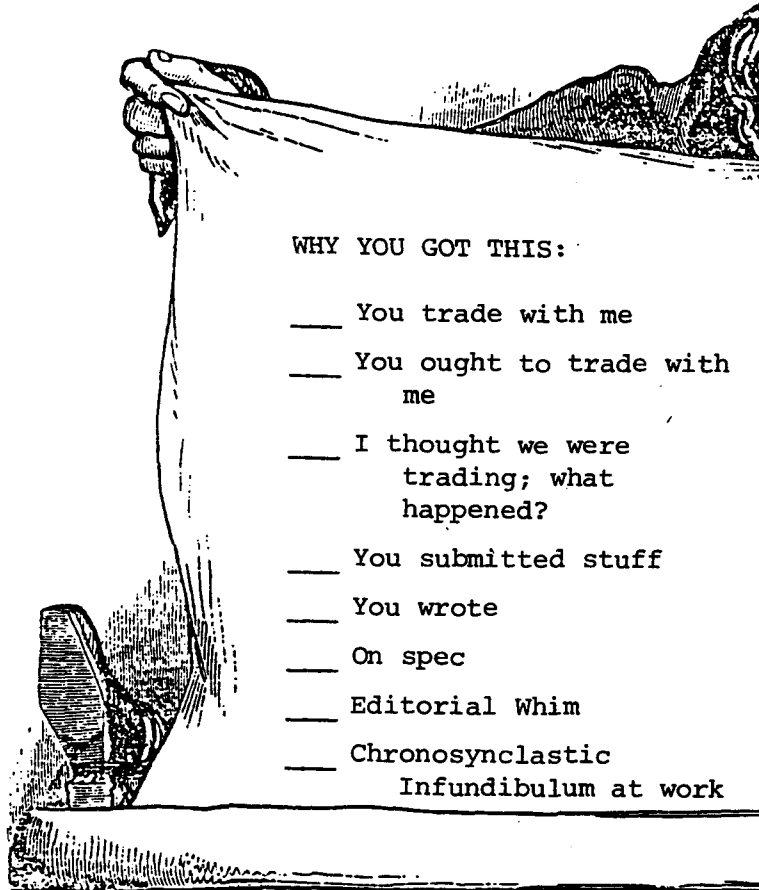 WHY YOU GOT THIS:
___ You trade with me
___ You ought to trade with
me
___ I thought we were
trading; what
happened?
___ You submitted stuff
___ You wrote
___ On spec
___ Editorial Whim
___ Chronosynclastic
Infundibulum at work